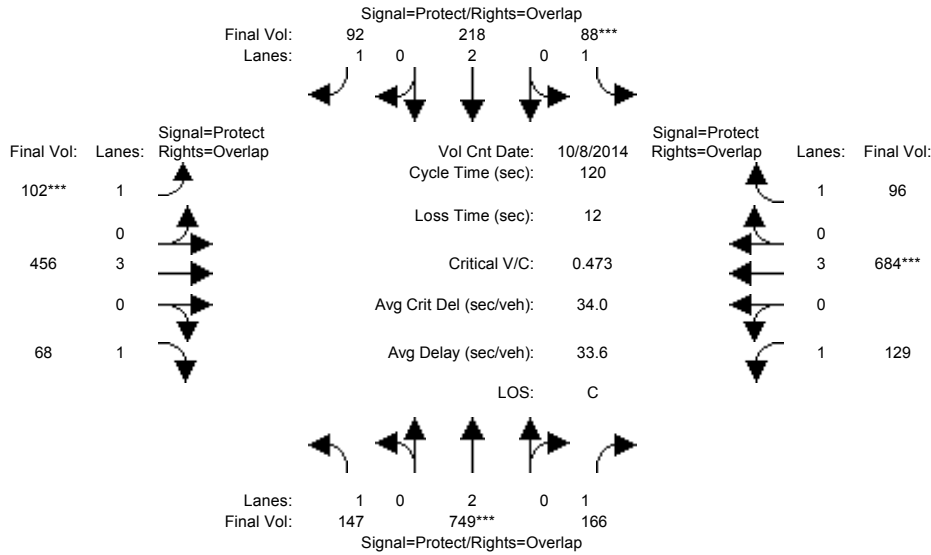 Signal=Protect/Rights=Overlap
Final Vol: 92 218 88***
Lanes: 1 0 2 0 1
Signal=Protect Signal=Protect
Final Vol: Lanes: Rights=Overlap Vol Cnt Date: 10/8/2014 Rights=Overlap Lanes: Final Vol:
Cycle Time (sec): 120
102*** 1 1 96
Loss Time (sec): 12
0 0
456 3 Critical V/C: 0.473 3 684***
0 Avg Crit Del (sec/veh): 34.0 0
68 1 Avg Delay (sec/veh): 33.6 1 129
LOS: C
Lanes: 1 0 2 0 1
Final Vol: 147 749*** 166
Signal=Protect/Rights=Overlap